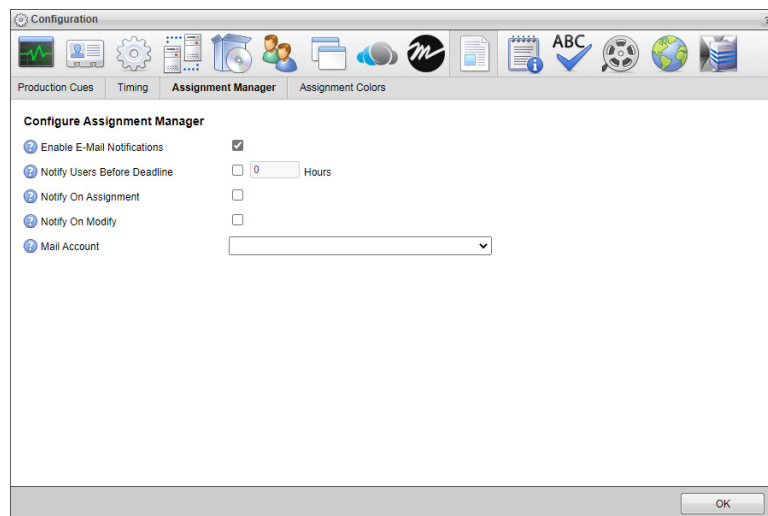 Configuration
ABC
Production Cues Timing Assignment Manager Assignment Colors
Configure Assignment Manager
Enable E-Mail Notifications
Notify Users Before Deadline 0 Hours
Notify On Assignment
Notify On Modify
Mail Account
OK